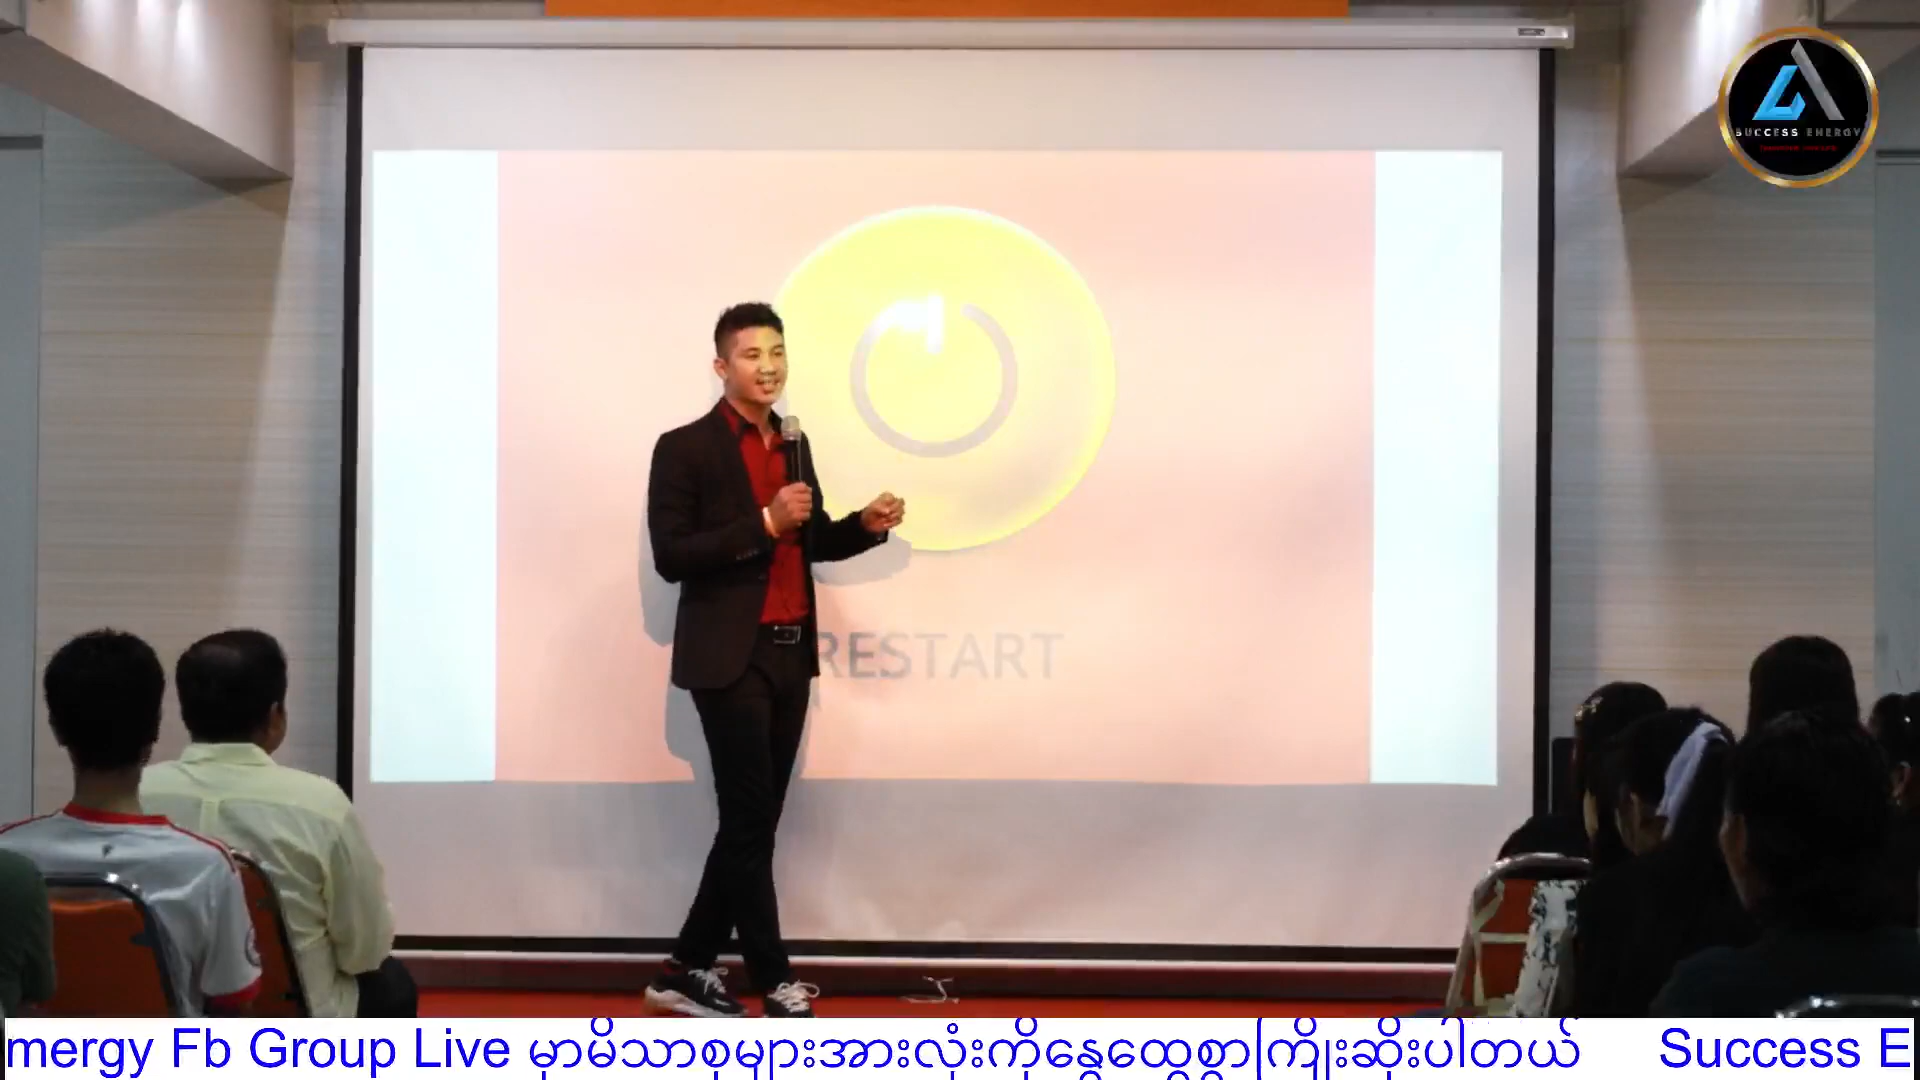 SUCCESS ENERGY
RESTART
mergy Fb Group Live မှာမိသာစုများအားလုံးကိုနွေထွေစွာကြိုးဆိုးပါတယ် Success E